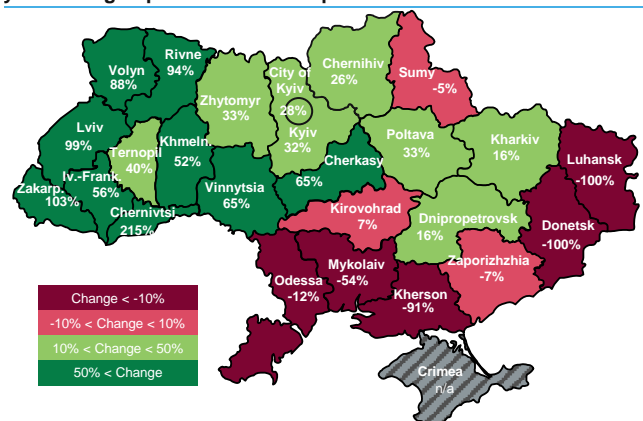 Volyn
88%
Rivne
94%
Zhytomyr
33%
City of
Kyiv
28%
Kyiv
32%
Chernihiv
26%
Sumy
-5%
Lviv
99%
Ternopil
40%
Khmeln.
52%
Vinnytsia
65%
Cherkasy
65%
Poltava
33%
Kharkiv
16%
Luhansk
-100%
Zakarp.
103%
Iv.-Frank.
56%
Chernivtsi
215%
Kirovohrad
7%
Dnipropetrovsk
16%
Donetsk
-100%
Zaporizhzhia
-7%
Odessa
-12%
Mykolaiv
-54%
Kherson
-91%
Crimea
n/a
Change < -10%
-10% < Change < 10%
10% < Change < 50%
50% < Change